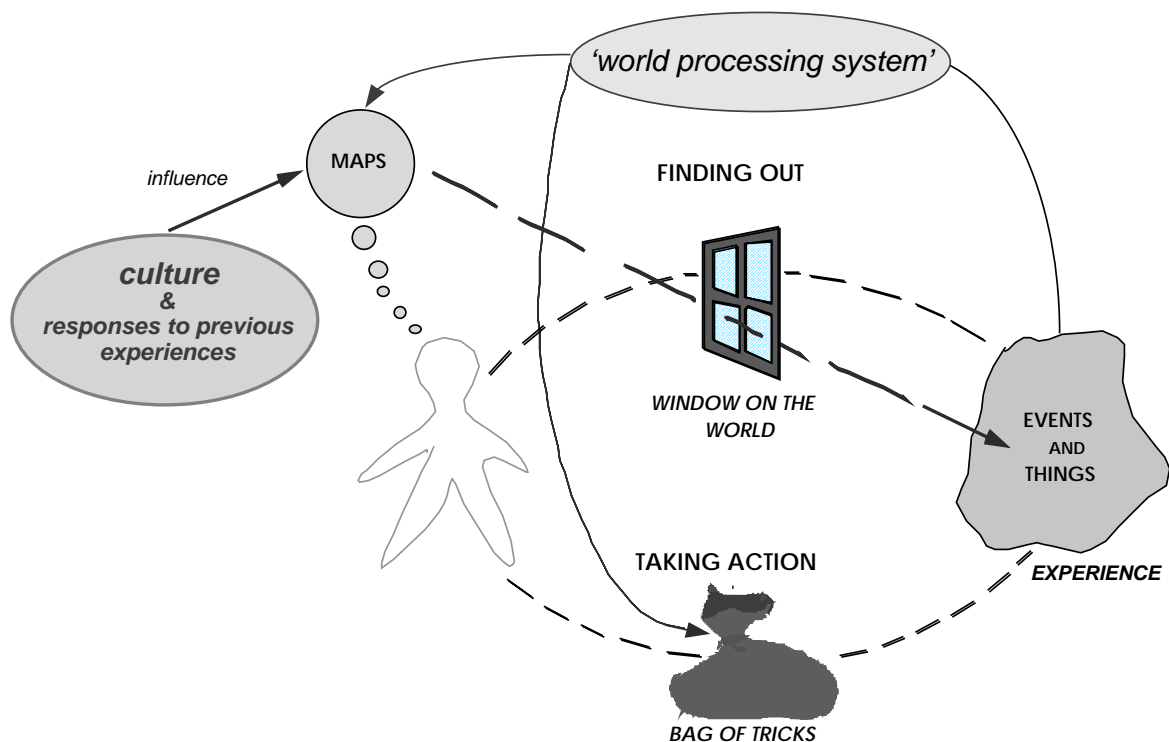 ‘world processing system’
MAPS
FINDING OUT
influence
culture
&
responses to previous
experiences
WINDOW ON THE
WORLD
EVENTS
AND
THINGS
TAKING ACTION
EXPERIENCE
BAG OF TRICKS